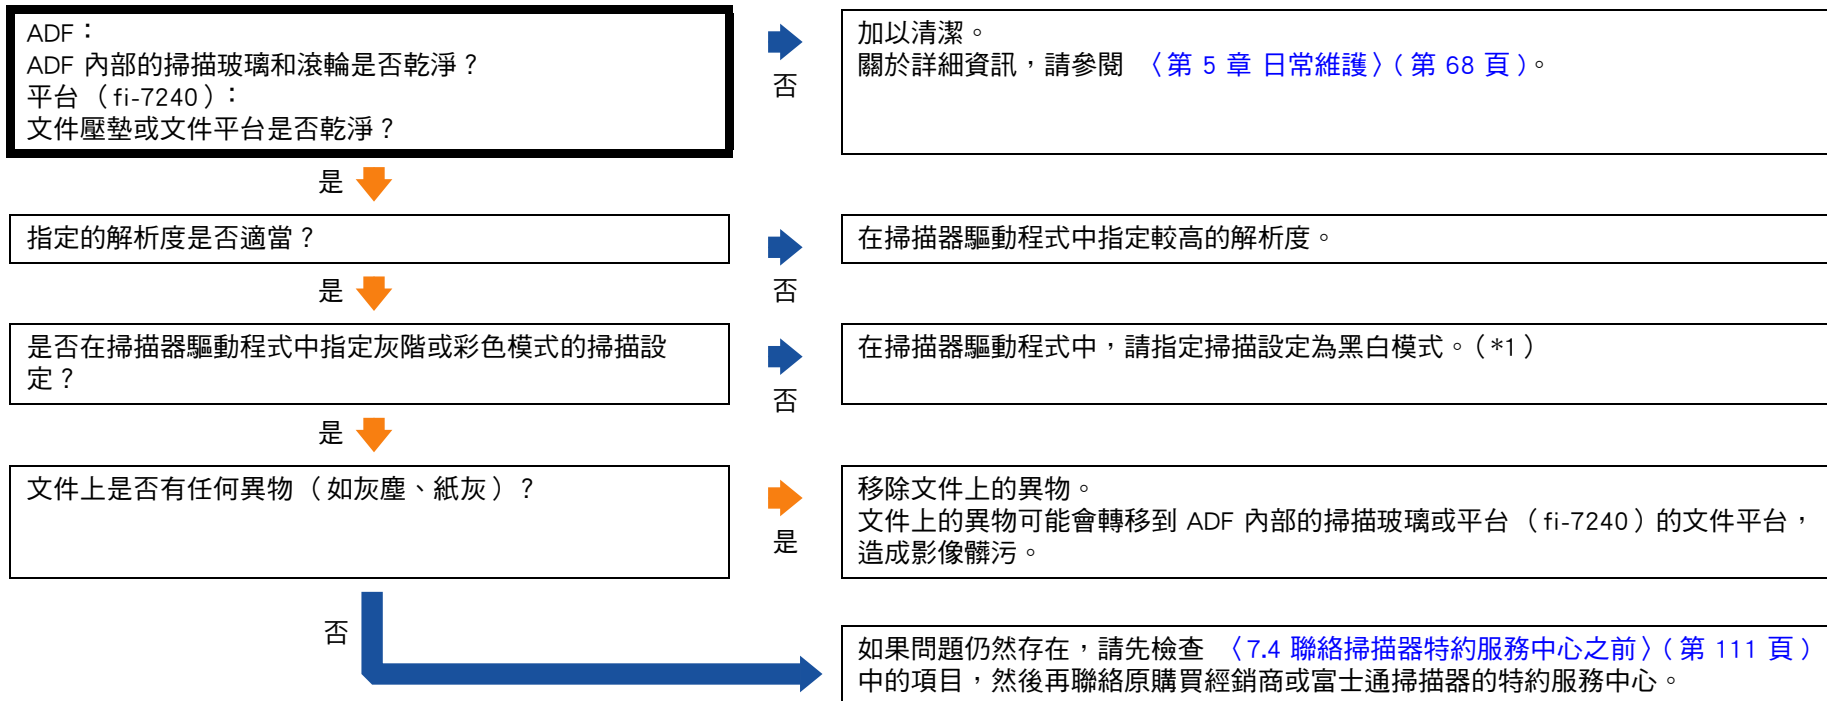 ADF：
ADF 內部的掃描玻璃和滾輪是否乾淨？
平台（fi-7240）：
文件壓墊或文件平台是否乾淨？
否
加以清潔。
關於詳細資訊，請參閱 〈第 5 章 日常維護〉（第 68 頁）。
是
指定的解析度是否適當？
否
在掃描器驅動程式中指定較高的解析度。
是
是否在掃描器驅動程式中指定灰階或彩色模式的掃描設
定？
否
在掃描器驅動程式中，請指定掃描設定為黑白模式。（*1）
是
文件上是否有任何異物（如灰塵、紙灰）？
是
移除文件上的異物。
文件上的異物可能會轉移到 ADF 內部的掃描玻璃或平台（fi-7240）的文件平台，
造成影像髒污。
否
如果問題仍然存在，請先檢查 〈7.4 聯絡掃描器特約服務中心之前〉（第 111 頁）
中的項目，然後再聯絡原購買經銷商或富士通掃描器的特約服務中心。